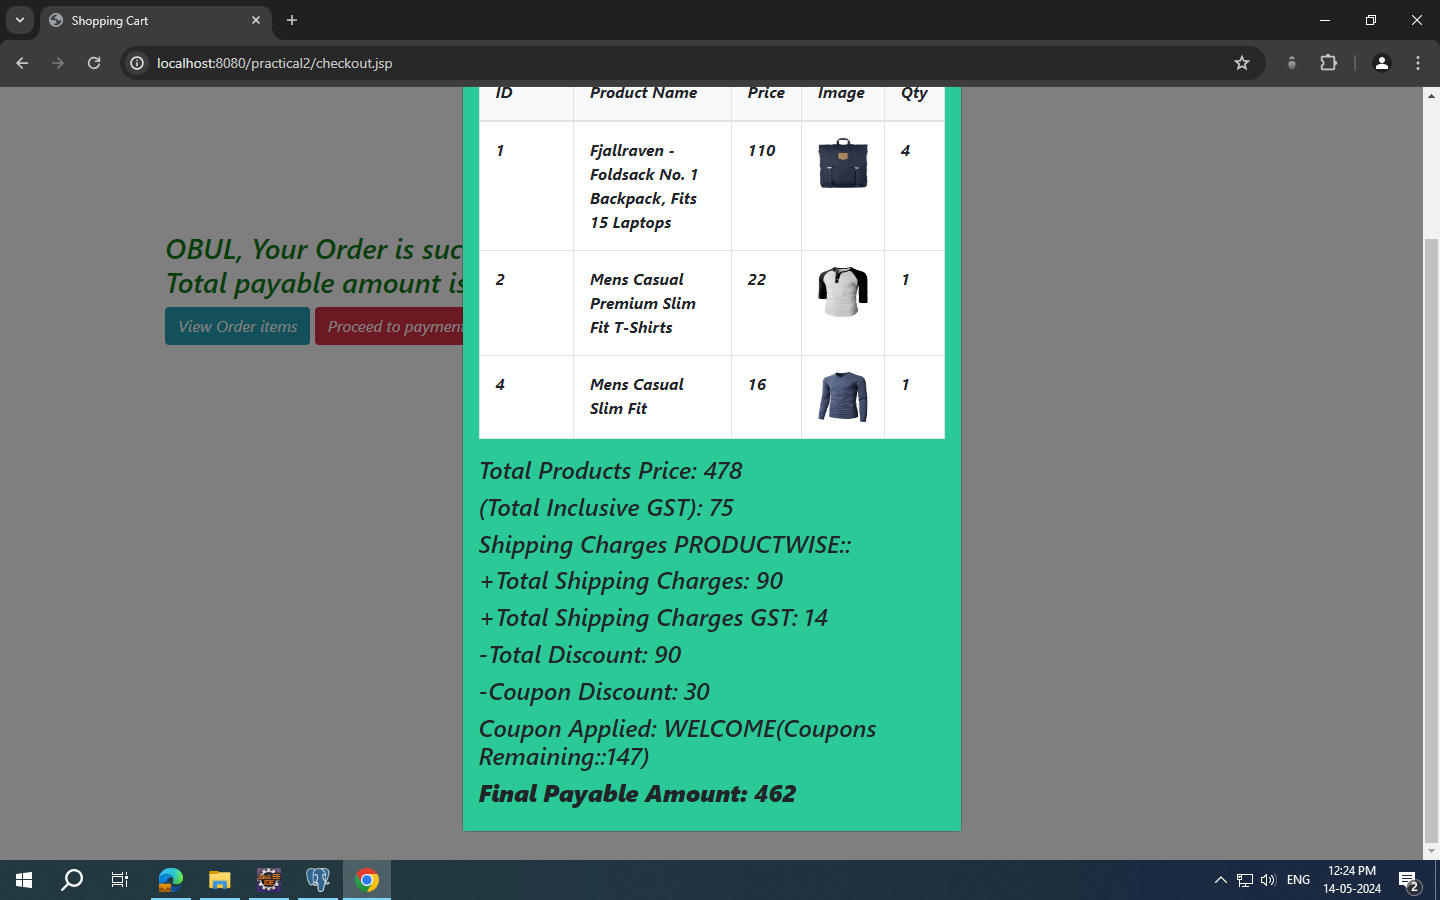 Shopping Cart
localhost:8080/practical2/checkout.jsp
ID Product Name Price Image Qty
1 Fjallraven - 110 4
Foldsack No. 1
Backpack, Fits
15 Laptops
2 Mens Casual 22 1
Premium Slim
Fit T-Shirts
4 Mens Casual 16 1
Slim Fit
OBUL, Your Order is suc
Total payable amount is
View Order items Proceed to payment
Total Products Price: 478
(Total Inclusive GST): 75
Shipping Charges PRODUCTWISE::
+Total Shipping Charges: 90
+Total Shipping Charges GST: 14
-Total Discount: 90
-Coupon Discount: 30
Coupon Applied: WELCOME(Coupons
Remaining::147)
Final Payable Amount: 462
ENG
12:24 PM
14-05-2024
2